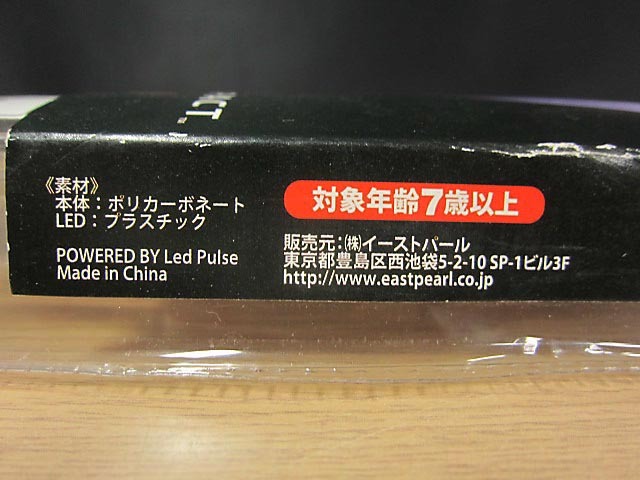 《素材》
本体：ポリカーボネート
LED：プラスチック
POWERED BY Led Pulse
Made in China
対象年齢7歳以上
販売元：㈱イーストパール
東京都豊島区西池袋5-2-10 SP-1ビル3F
http://www.eastpearl.co.jp